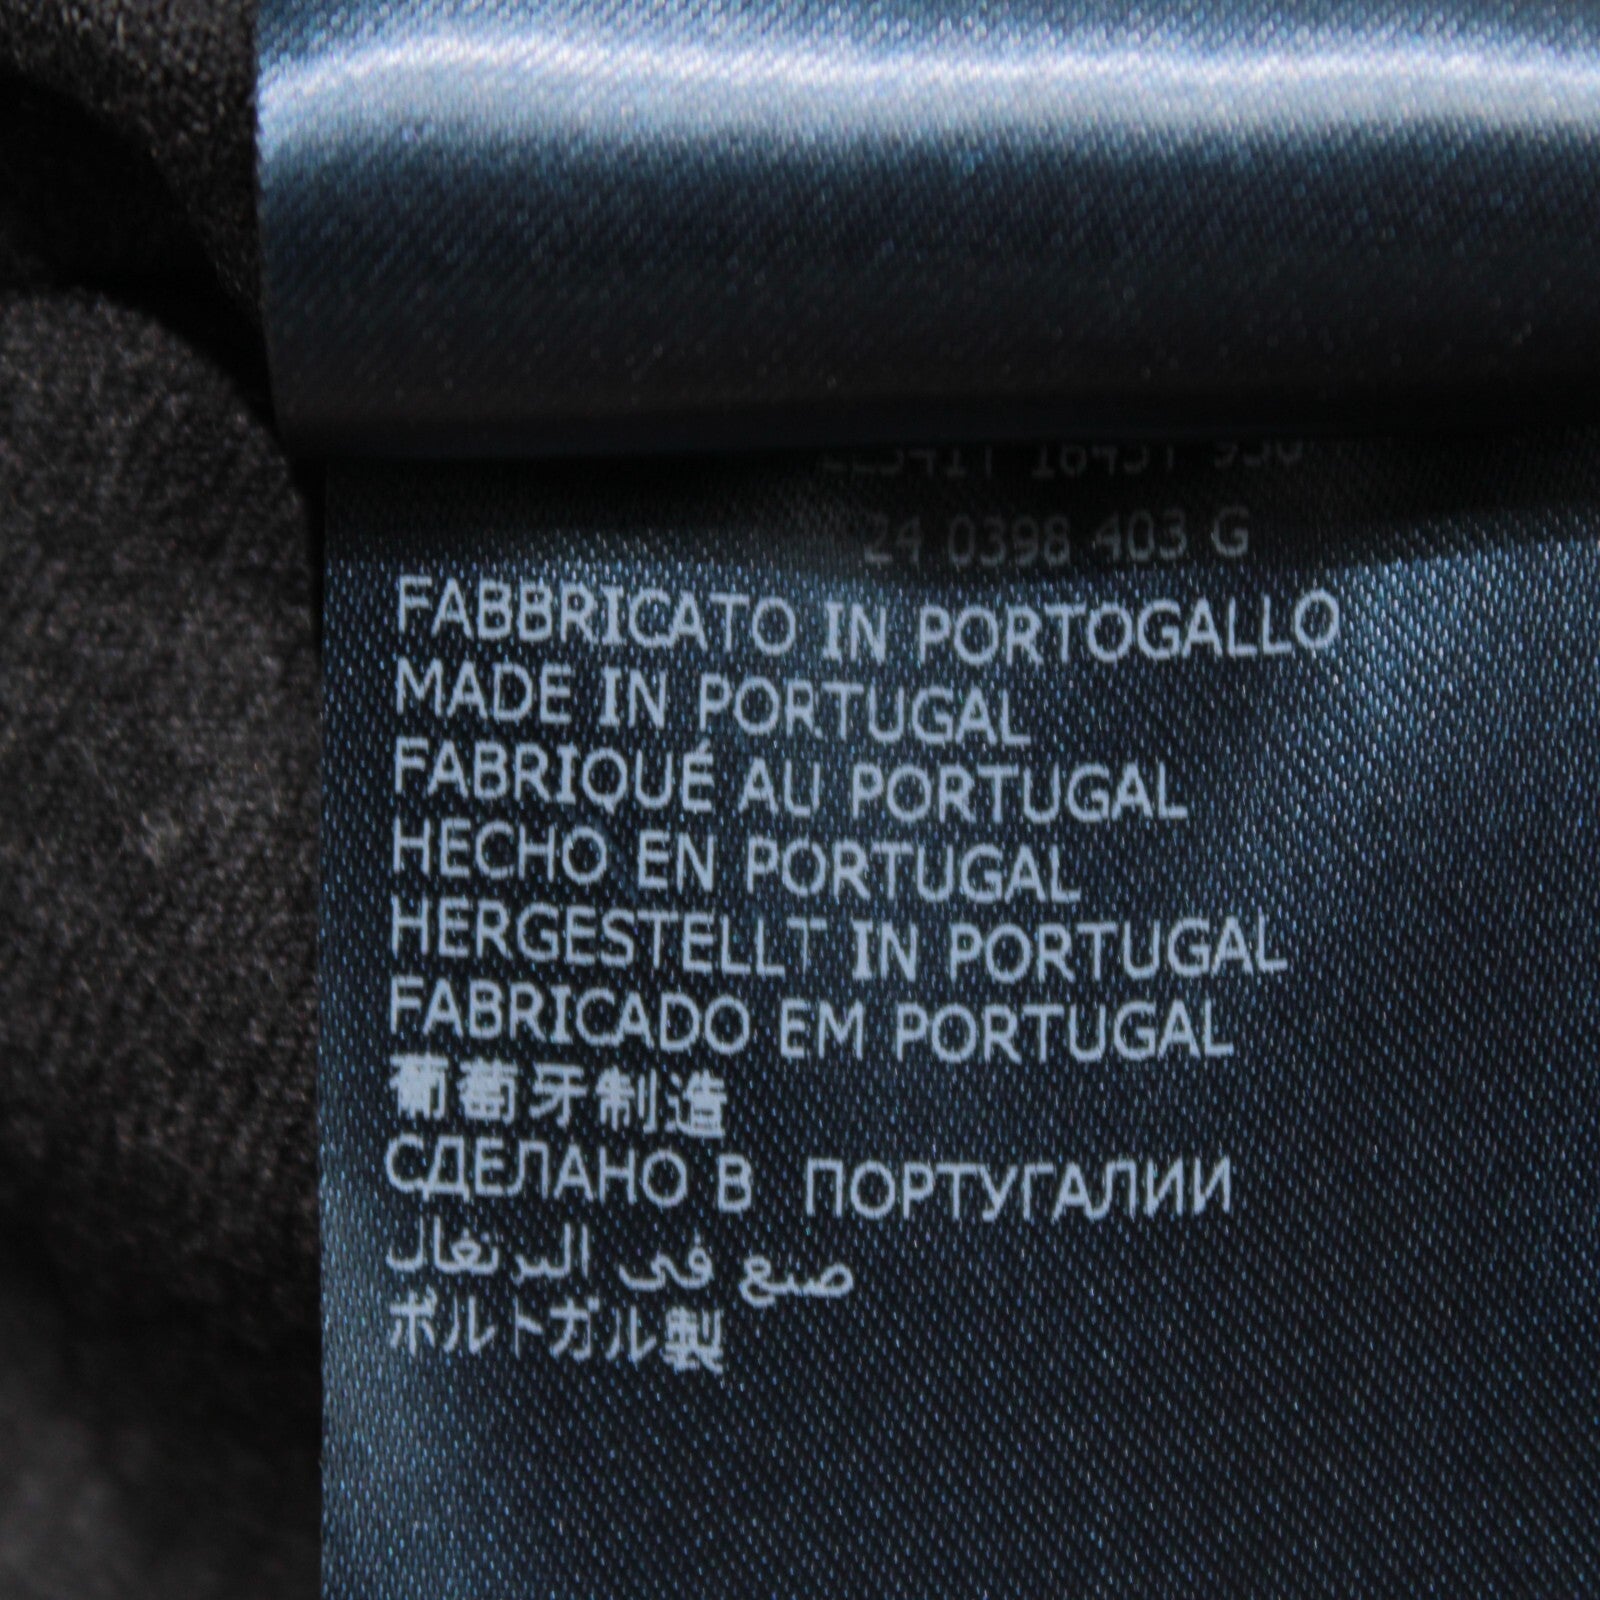 24 0398 403 G
FABBRICATO IN PORTOGALLO
MADE IN PORTUGAL
FABRIQUÉ AU PORTUGAL
HECHO EN PORTUGAL
HERGESTELLT IN PORTUGAL
FABRICADO EM PORTUGAL
葡萄牙制造
СДЕЛАНО В ПОРТУГАЛИИ
صنع في البرتغال
ポルトガル製